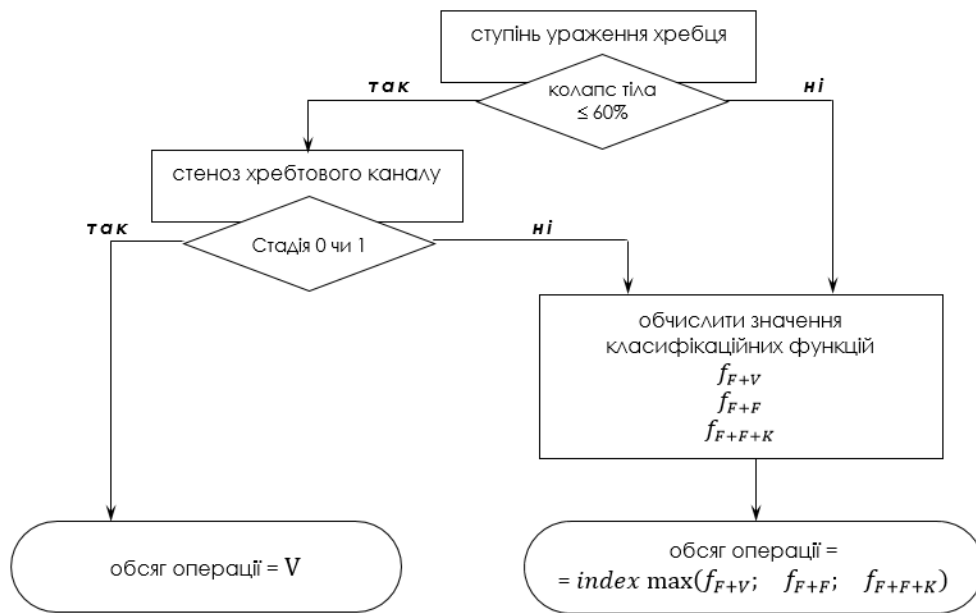 ступінь ураження хребця
так
колапс тіла
≤ 60%
ні
стеноз хребтового каналу
так
Стадія 0 чи 1
ні
обчислити значення
класифікаційних функцій
f_{F+V}
f_{F+F}
f_{F+F+K}
обсяг операції = V
обсяг операції =
= index max(f_{F+V}; f_{F+F}; f_{F+F+K})